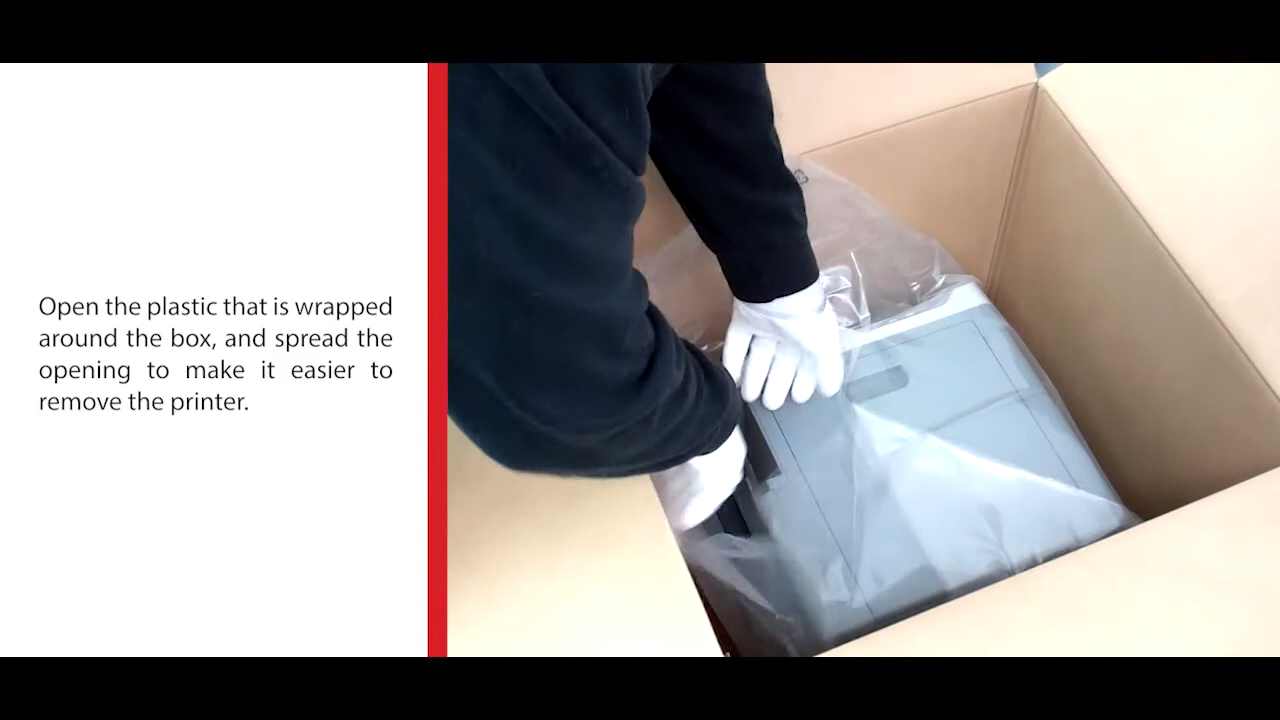 Open the plastic that is wrapped
around the box, and spread the
opening to make it easier to
remove the printer.